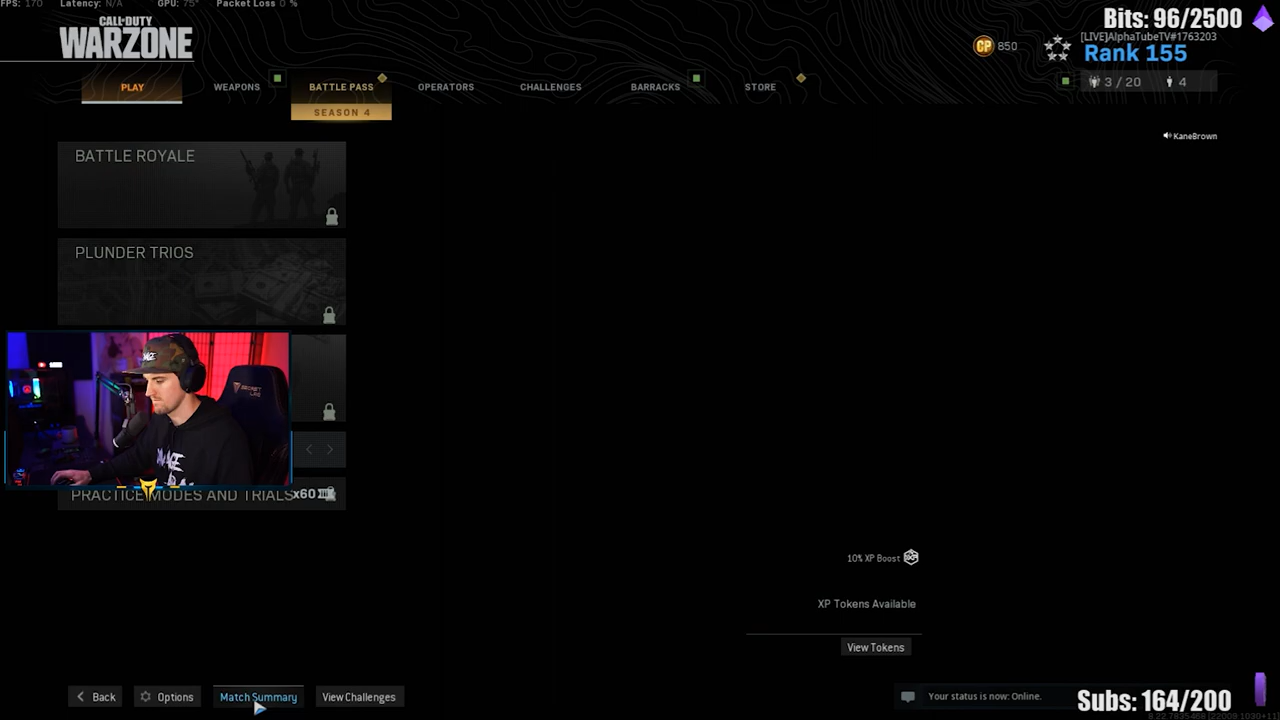 FPS: 170 Latency: N/A GPU: 75° Packet Loss 0 %
Bits: 96/2500
CALL·DUTY
WARZONE
CP 850
[LIVE]AlphaTubeTV#1763203
Rank 155
3 / 20 4
PLAY WEAPONS BATTLE PASS OPERATORS CHALLENGES BARRACKS STORE
SEASON 4
KaneBrown
BATTLE ROYALE
PLUNDER TRIOS
SECRET
LAB
PRACTICE MODES AND TRIALS x60
10% XP Boost
XP Tokens Available
View Tokens
Back Options Match Summary View Challenges
Your status is now: Online.
Subs: 164/200